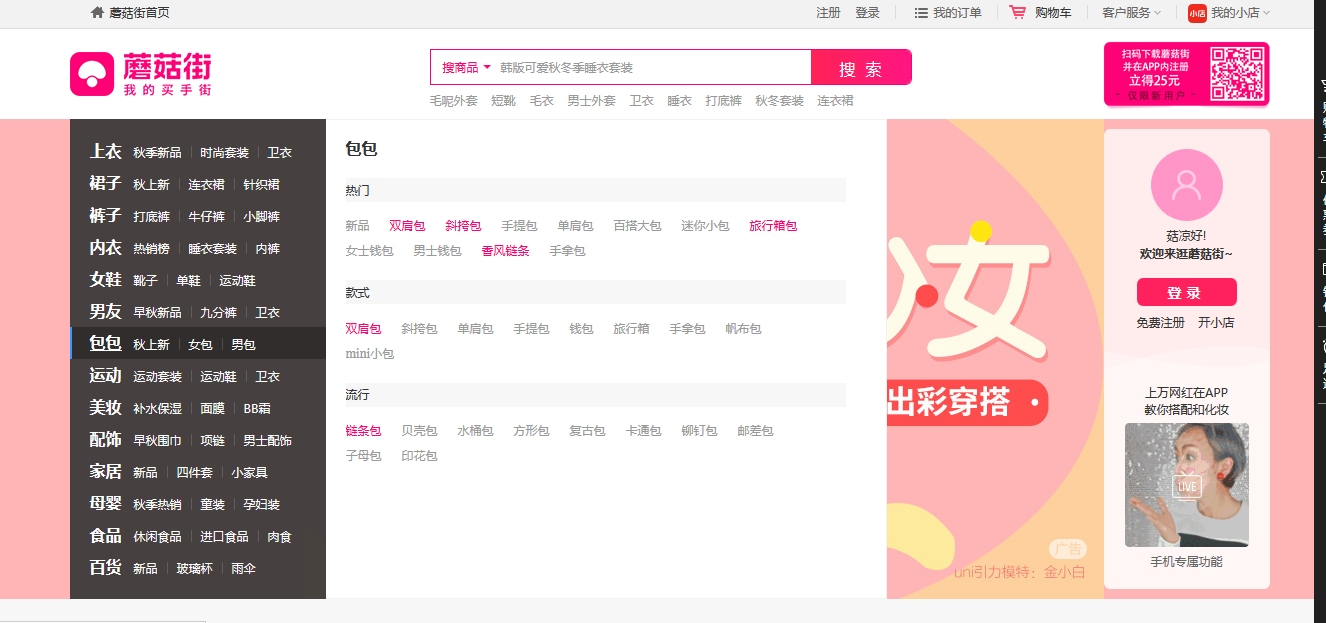 蘑菇街首页
注册 登录 我的订单 购物车 客户服务 小店 我的小店
蘑菇街
我的买手街
搜商品 韩版可爱秋冬季睡衣套装 搜 索
毛呢外套 短靴 毛衣 男士外套 卫衣 睡衣 打底裤 秋冬套装 连衣裙
扫码下载蘑菇街
并在APP内注册
立得25元
- 仅限新用户 -
上衣 秋季新品 时尚套装 卫衣
裙子 秋上新 连衣裙 针织裙
裤子 打底裤 牛仔裤 小脚裤
内衣 热销榜 睡衣套装 内裤
女鞋 靴子 单鞋 运动鞋
男友 早秋新品 九分裤 卫衣
包包 秋上新 女包 男包
运动 运动套装 运动鞋 卫衣
美妆 补水保湿 面膜 BB霜
配饰 早秋围巾 项链 男士配饰
家居 新品 四件套 小家具
母婴 秋季热销 童装 孕妇装
食品 休闲食品 进口食品 肉食
百货 新品 玻璃杯 雨伞
包包
热门
新品 双肩包 斜挎包 手提包 单肩包 百搭大包 迷你小包 旅行箱包
女士钱包 男士钱包 香风链条 手拿包
款式
双肩包 斜挎包 单肩包 手提包 钱包 旅行箱 手拿包 帆布包
mini小包
流行
链条包 贝壳包 水桶包 方形包 复古包 卡通包 铆钉包 邮差包
子母包 印花包
妆
出彩穿搭 ·
广告
uni引力模特：金小白
菇凉好!
欢迎来逛蘑菇街~
登 录
免费注册 开小店
上万网红在APP
教你搭配和化妆
LIVE
手机专属功能